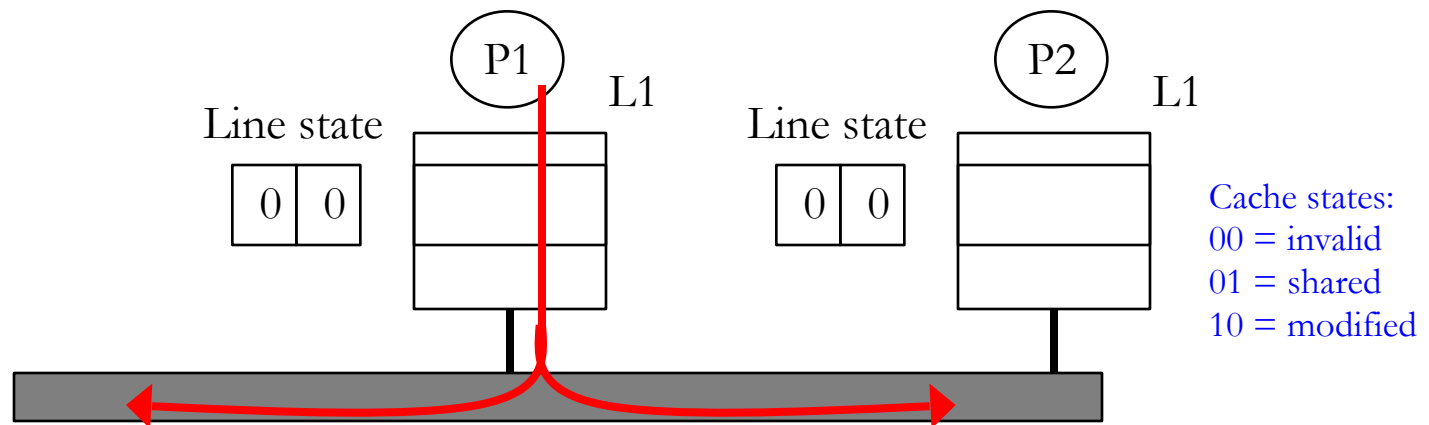 P1
P2
L1
L1
Line state
Line state
0 0
0 0
Cache states:
00 = invalid
01 = shared
10 = modified